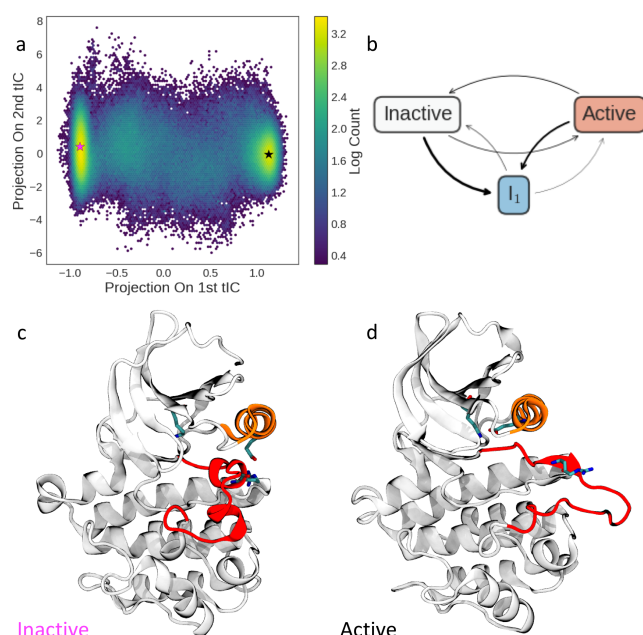 a
8
6
4
2
0
−2
−4
−6
Projection On 2nd tIC
−1.0 −0.5 0.0 0.5 1.0
Projection On 1st tIC
3.2
2.8
2.4
2.0
1.6
1.2
0.8
0.4
Log Count
b
Inactive
Active
I₁
c
d
Inactive
Active